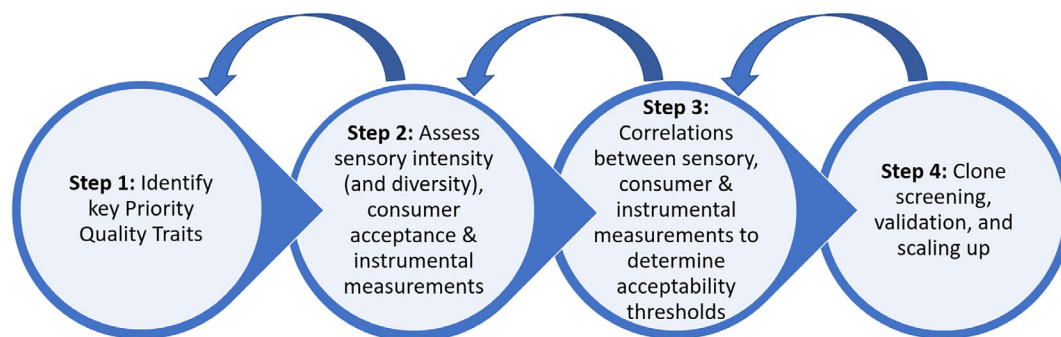 Step 1: Identify
key Priority
Quality Traits
Step 2: Assess
sensory intensity
(and diversity),
consumer
acceptance &
instrumental
measurements
Step 3:
Correlations
between sensory,
consumer &
instrumental
measurements to
determine
acceptability
thresholds
Step 4: Clone
screening,
validation, and
scaling up